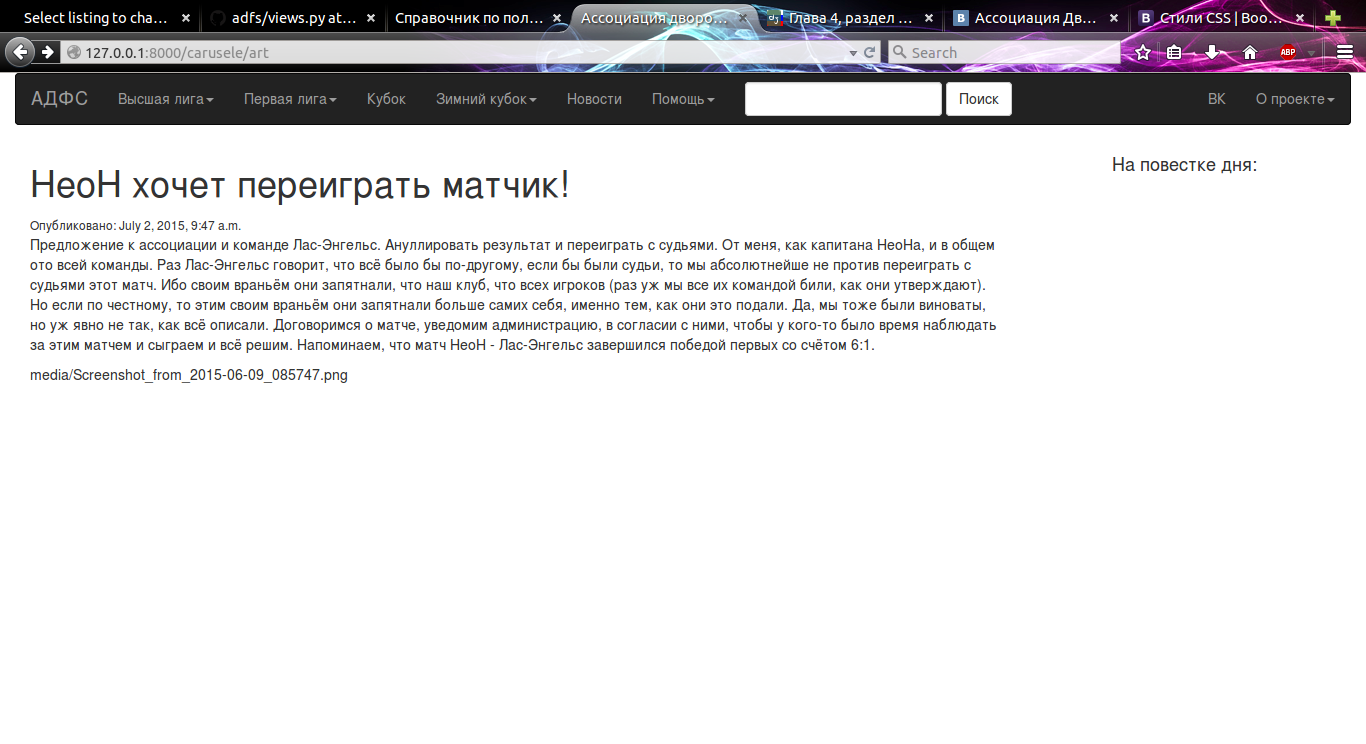 Select listing to cha...
adfs/views.py at...
Справочник по пол...
Ассоциация дворо...
Глава 4, раздел ...
Ассоциация Дв...
Стили CSS | Boo...
127.0.0.1:8000/carusele/art
Search
ABP
АДФС
Высшая лига
Первая лига
Кубок
Зимний кубок
Новости
Помощь
Поиск
ВК
О проекте
На повестке дня:
НеоН хочет переиграть матчик!
Опубликовано: July 2, 2015, 9:47 a.m.
Предложение к ассоциации и команде Лас-Энгельс. Ануллировать результат и переиграть с судьями. От меня, как капитана НеоНа, и в общем
ото всей команды. Раз Лас-Энгельс говорит, что всё было бы по-другому, если бы были судьи, то мы абсолютнейше не против переиграть с
судьями этот матч. Ибо своим враньём они запятнали, что наш клуб, что всех игроков (раз уж мы все их командой били, как они утверждают).
Но если по честному, то этим своим враньём они запятнали больше самих себя, именно тем, как они это подали. Да, мы тоже были виноваты,
но уж явно не так, как всё описали. Договоримся о матче, уведомим администрацию, в согласии с ними, чтобы у кого-то было время наблюдать
за этим матчем и сыграем и всё решим. Напоминаем, что матч НеоН - Лас-Энгельс завершился победой первых со счётом 6:1.
media/Screenshot_from_2015-06-09_085747.png